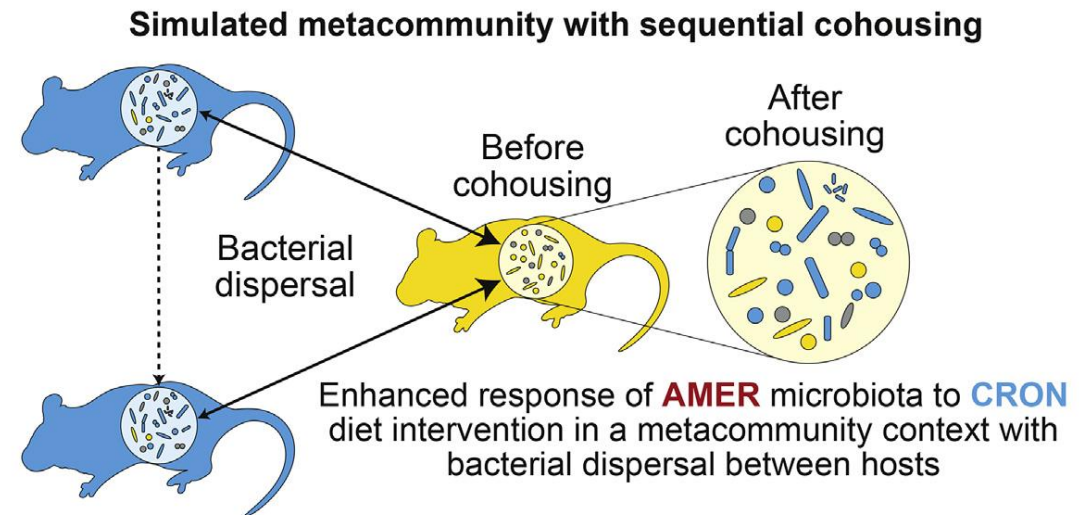 Simulated metacommunity with sequential cohousing
After
cohousing
Before
cohousing
Bacterial
dispersal
Enhanced response of AMER microbiota to CRON
diet intervention in a metacommunity context with
bacterial dispersal between hosts